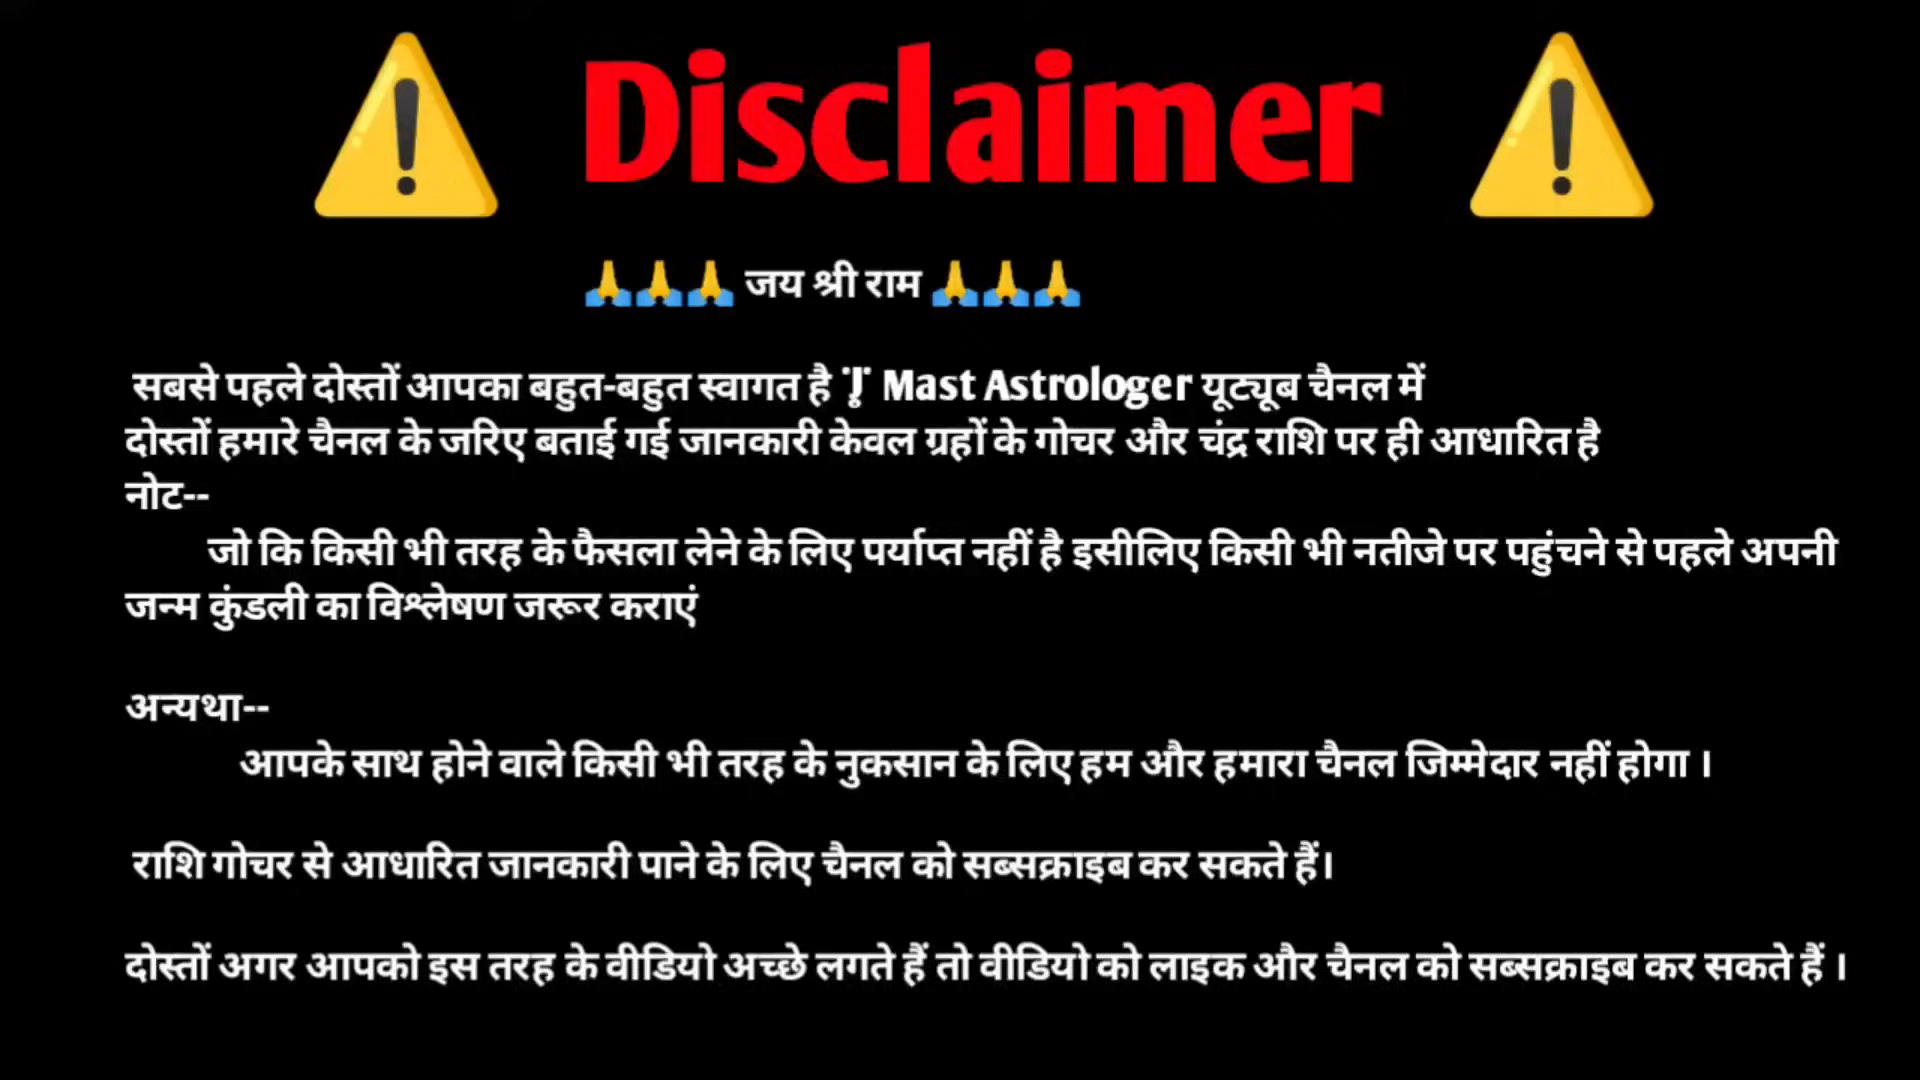 ⚠️ Disclaimer ⚠️
🙏🙏🙏 जय श्री राम 🙏🙏🙏
सबसे पहले दोस्तों आपका बहुत-बहुत स्वागत है Mast Astrologer यूट्यूब चैनल में
दोस्तों हमारे चैनल के जरिए बताई गई जानकारी केवल ग्रहों के गोचर और चंद्र राशि पर ही आधारित है
नोट--
जो कि किसी भी तरह के फैसला लेने के लिए पर्याप्त नहीं है इसीलिए किसी भी नतीजे पर पहुंचने से पहले अपनी
जन्म कुंडली का विश्लेषण जरूर कराएं
अन्यथा--
आपके साथ होने वाले किसी भी तरह के नुकसान के लिए हम और हमारा चैनल जिम्मेदार नहीं होगा ।
राशि गोचर से आधारित जानकारी पाने के लिए चैनल को सब्सक्राइब कर सकते हैं।
दोस्तों अगर आपको इस तरह के वीडियो अच्छे लगते हैं तो वीडियो को लाइक और चैनल को सब्सक्राइब कर सकते हैं ।